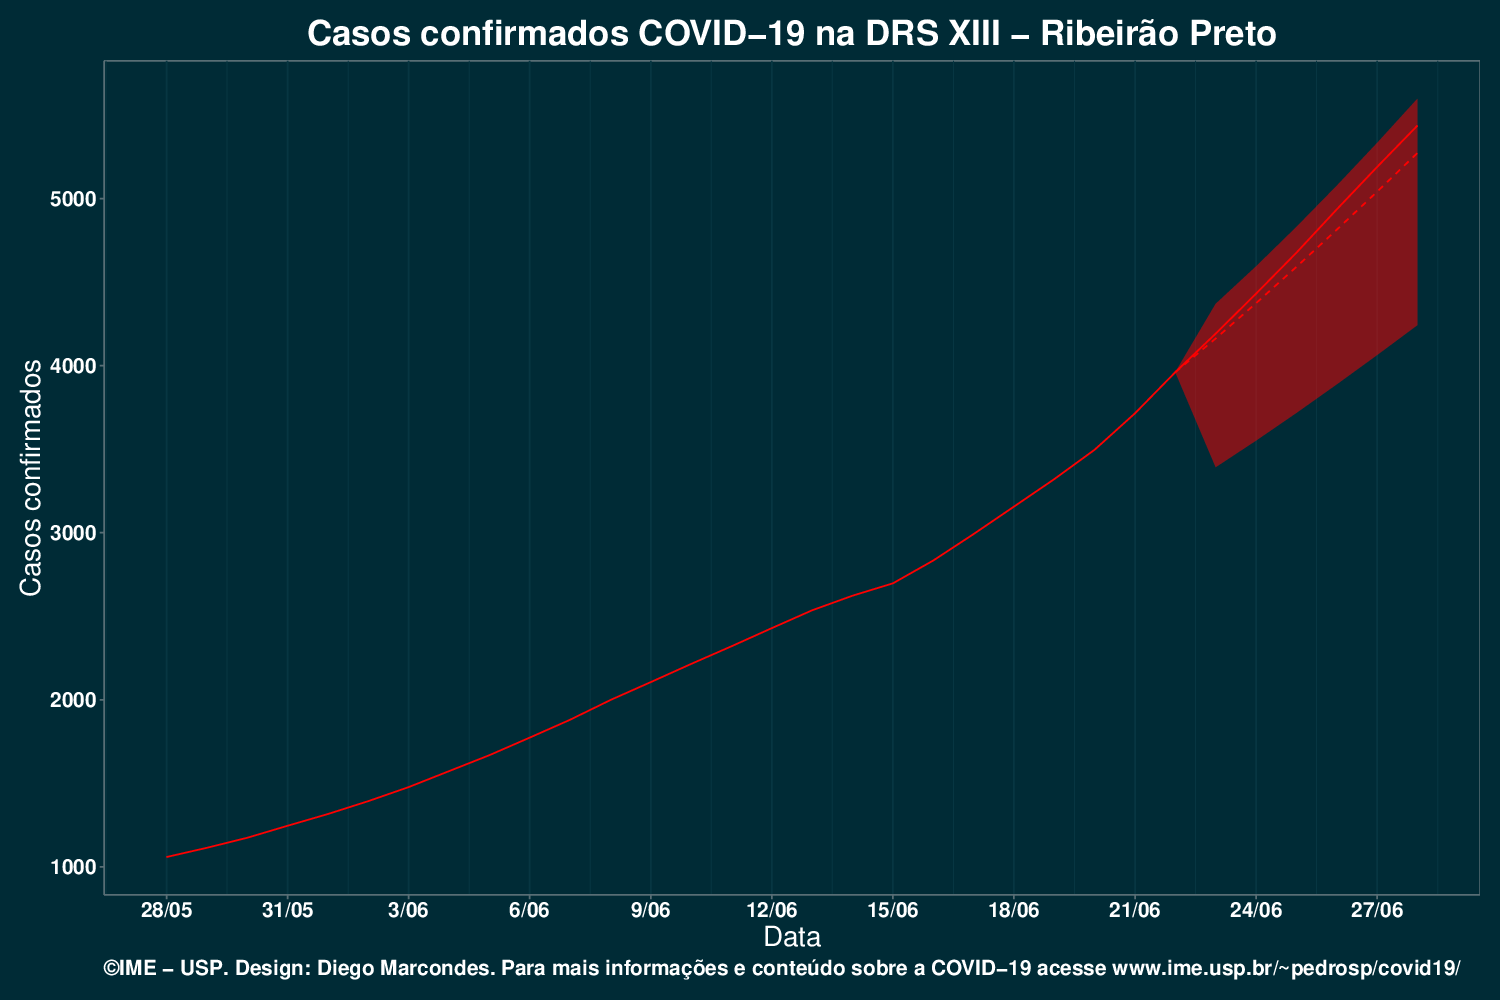 Casos confirmados COVID−19 na DRS XIII − Ribeirão Preto
Casos confirmados
5000
4000
3000
2000
1000
28/05 31/05 3/06 6/06 9/06 12/06 15/06 18/06 21/06 24/06 27/06
Data
©IME − USP. Design: Diego Marcondes. Para mais informações e conteúdo sobre a COVID−19 acesse www.ime.usp.br/~pedrosp/covid19/